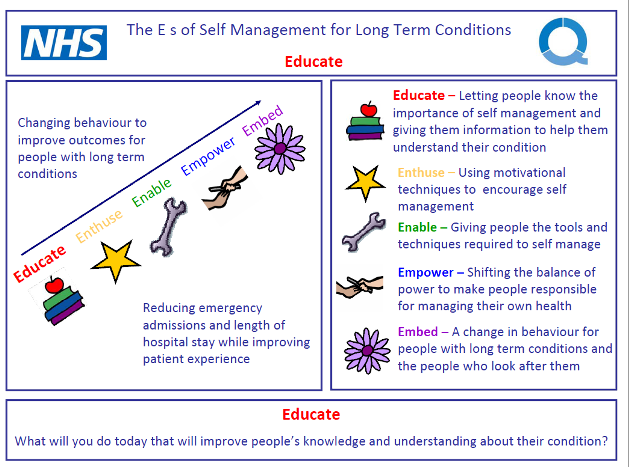 NHS
The E s of Self Management for Long Term Conditions
Educate
Q
Changing behaviour to
improve outcomes for
people with long term
conditions
Educate
Enthuse
Enable
Empower
Embed
Reducing emergency
admissions and length of
hospital stay while improving
patient experience
Educate – Letting people know the
importance of self management and
giving them information to help them
understand their condition
Enthuse – Using motivational
techniques to encourage self
management
Enable – Giving people the tools and
techniques required to self manage
Empower – Shifting the balance of
power to make people responsible
for managing their own health
Embed – A change in behaviour for
people with long term conditions and
the people who look after them
Educate
What will you do today that will improve people's knowledge and understanding about their condition?